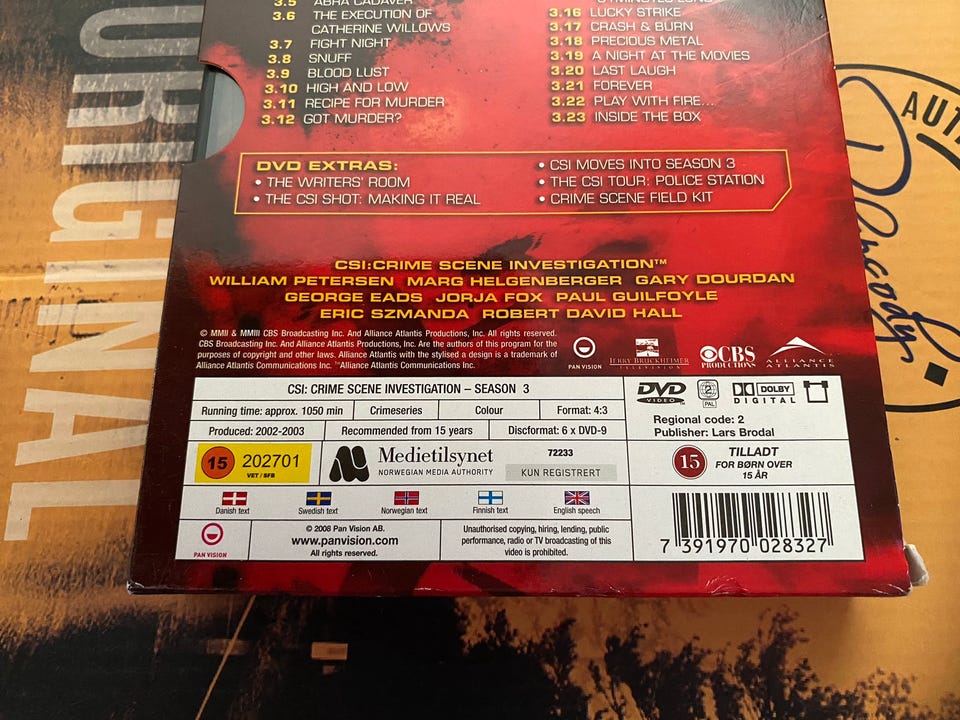 ORIGINAL
3.5 ABRA CADAVER
3.6 THE EXECUTION OF
CATHERINE WILLOWS
3.7 FIGHT NIGHT
3.8 SNUFF
3.9 BLOOD LUST
3.10 HIGH AND LOW
3.11 RECIPE FOR MURDER
3.12 GOT MURDER?
3.16 LUCKY STRIKE
3.17 CRASH & BURN
3.18 PRECIOUS METAL
3.19 A NIGHT AT THE MOVIES
3.20 LAST LAUGH
3.21 FOREVER
3.22 PLAY WITH FIRE...
3.23 INSIDE THE BOX
DVD EXTRAS:
• THE WRITERS' ROOM
• THE CSI SHOT: MAKING IT REAL
• CSI MOVES INTO SEASON 3
• THE CSI TOUR: POLICE STATION
• CRIME SCENE FIELD KIT
CSI:CRIME SCENE INVESTIGATION™
WILLIAM PETERSEN MARG HELGENBERGER GARY DOURDAN
GEORGE EADS JORJA FOX PAUL GUILFOYLE
ERIC SZMANDA ROBERT DAVID HALL
© MMII & MMIII CBS Broadcasting Inc. And Alliance Atlantis Productions, Inc. All rights reserved.
CBS Broadcasting Inc. And Alliance Atlantis Productions, Inc. Are the authors of this program for the
purposes of copyright and other laws. Alliance Atlantis with the stylised a design is a trademark of
Alliance Atlantis Communications Inc. ™Alliance Atlantis Communications Inc.
PAN VISION
JERRY BRUCKHEIMER
TELEVISION
CBS
PRODUCTIONS
ALLIANCE
ATLANTIS
CSI: CRIME SCENE INVESTIGATION – SEASON 3
Running time: approx. 1050 min
Crimeseries
Colour
Format: 4:3
Produced: 2002-2003
Recommended from 15 years
Discformat: 6 x DVD-9
DVD
VIDEO
2
PAL
DOLBY
DIGITAL
Regional code: 2
Publisher: Lars Brodal
15 202701
VET / SFB
Medietilsynet
NORWEGIAN MEDIA AUTHORITY
72233
KUN REGISTRERT
15
TILLADT
FOR BØRN OVER
15 ÅR
Danish text
Swedish text
Norwegian text
Finnish text
English speech
PAN VISION
© 2008 Pan Vision AB.
www.panvision.com
All rights reserved.
Unauthorised copying, hiring, lending, public
performance, radio or TV broadcasting of this
video is prohibited.
7 391970 028327